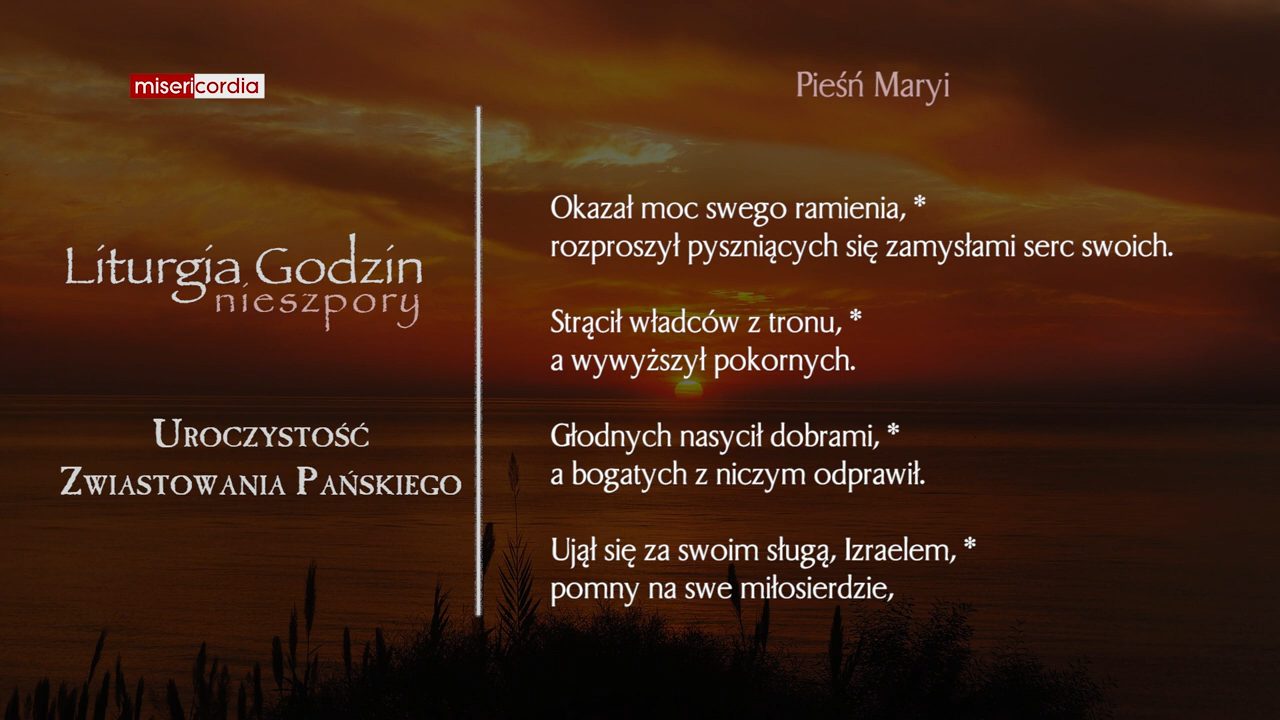 misericordia
Liturgia Godzin
nieszpory
Uroczystość
Zwiastowania Pańskiego
Pieśń Maryi
Okazał moc swego ramienia, *
rozproszył pyszniących się zamysłami serc swoich.
Strącił władców z tronu, *
a wywyższył pokornych.
Głodnych nasycił dobrami, *
a bogatych z niczym odprawił.
Ujął się za swoim sługą, Izraelem, *
pomny na swe miłosierdzie,